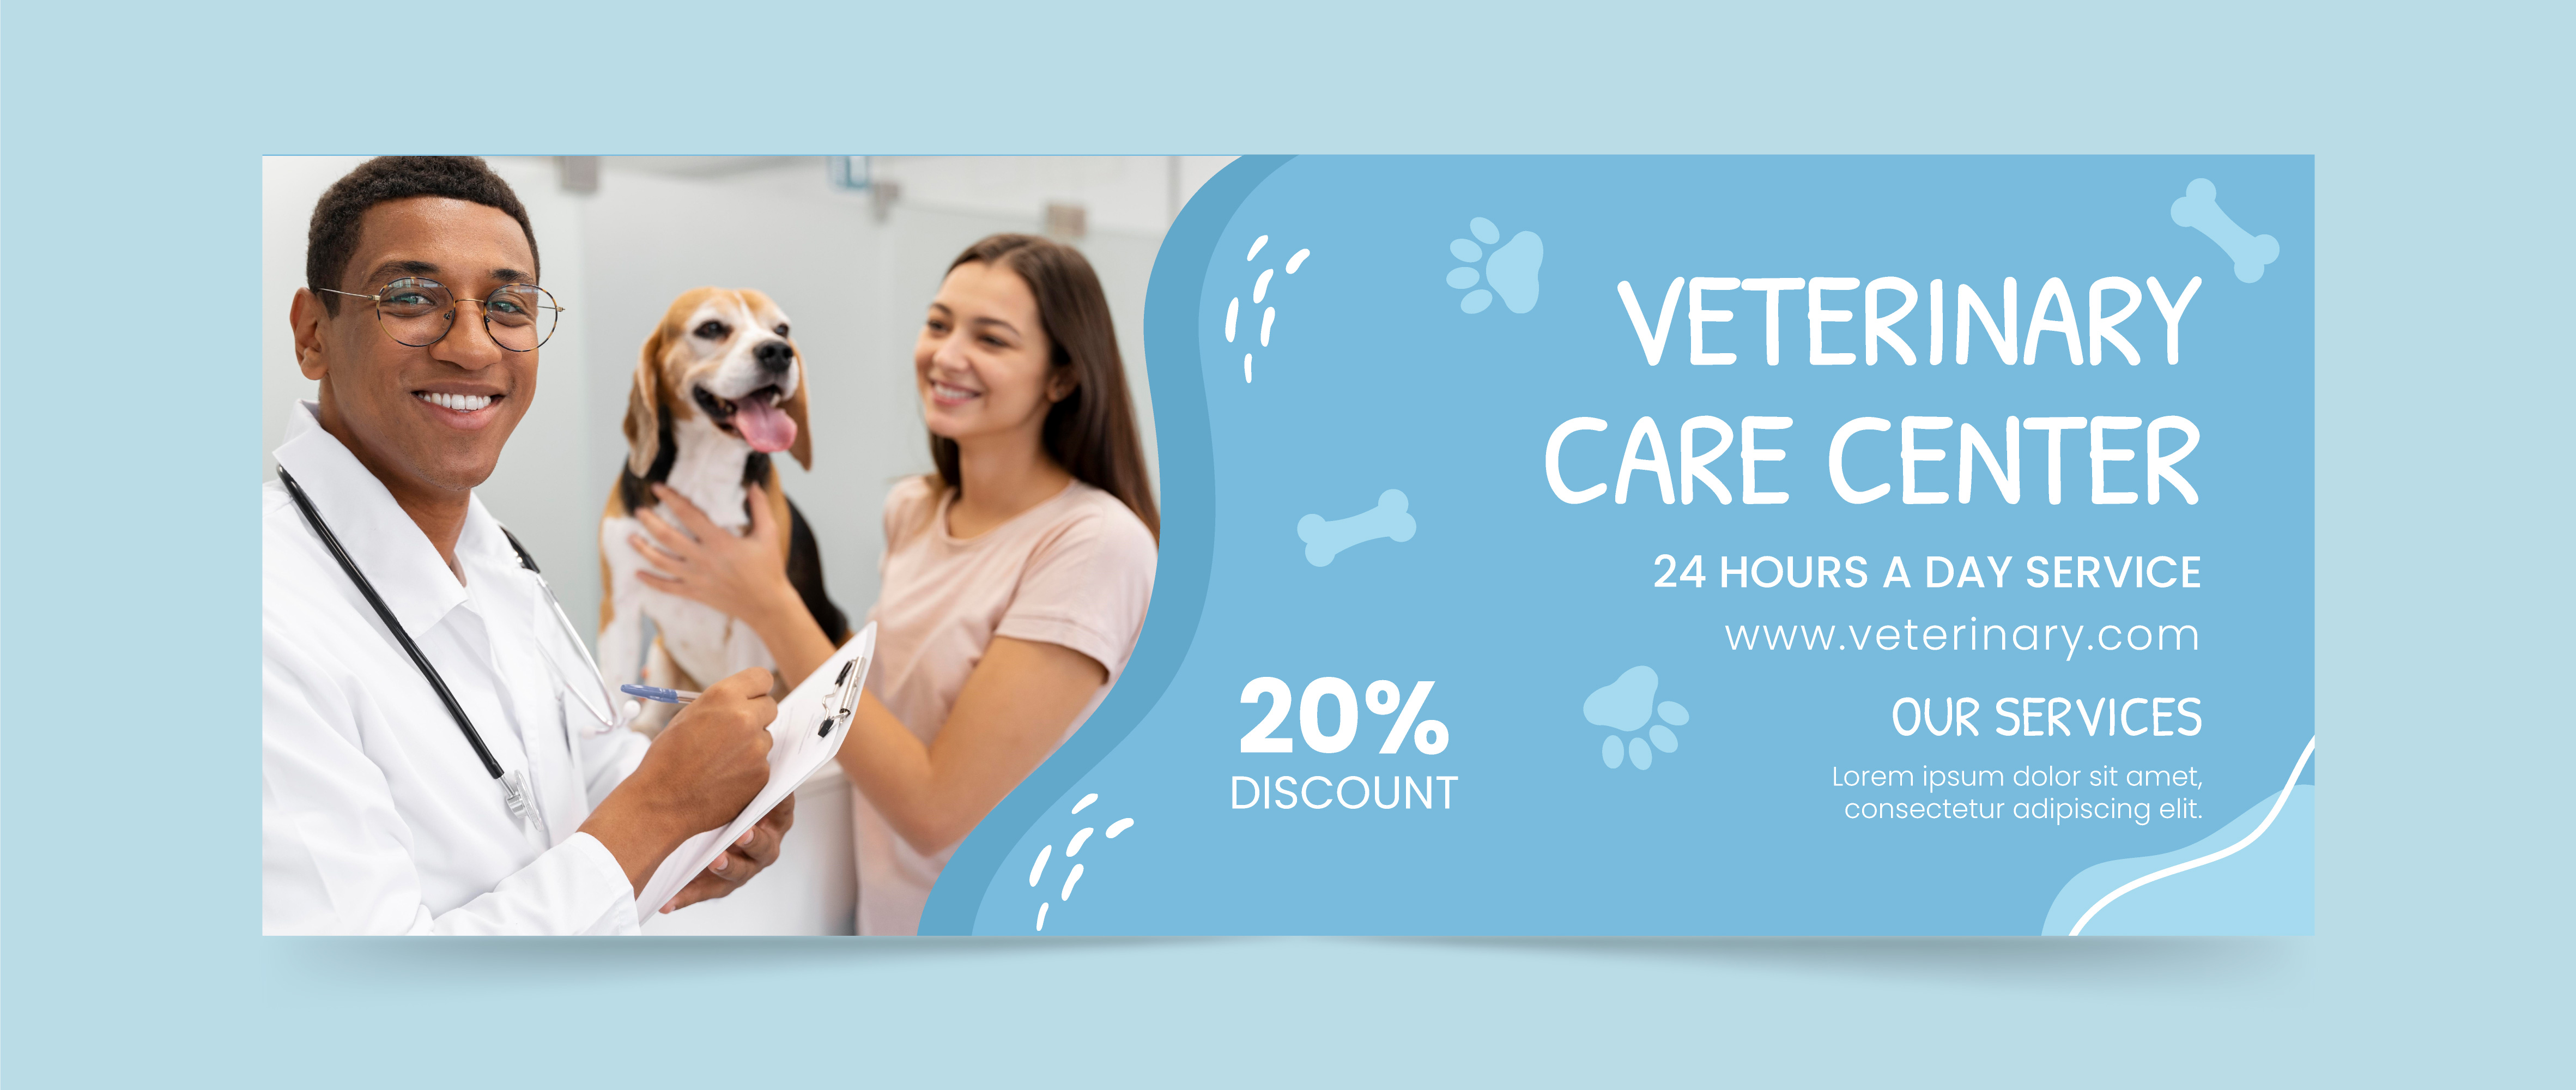 VETERINARY
CARE CENTER
24 HOURS A DAY SERVICE
www.veterinary.com
20%
DISCOUNT
OUR SERVICES
Lorem ipsum dolor sit amet,
consectetur adipiscing elit.